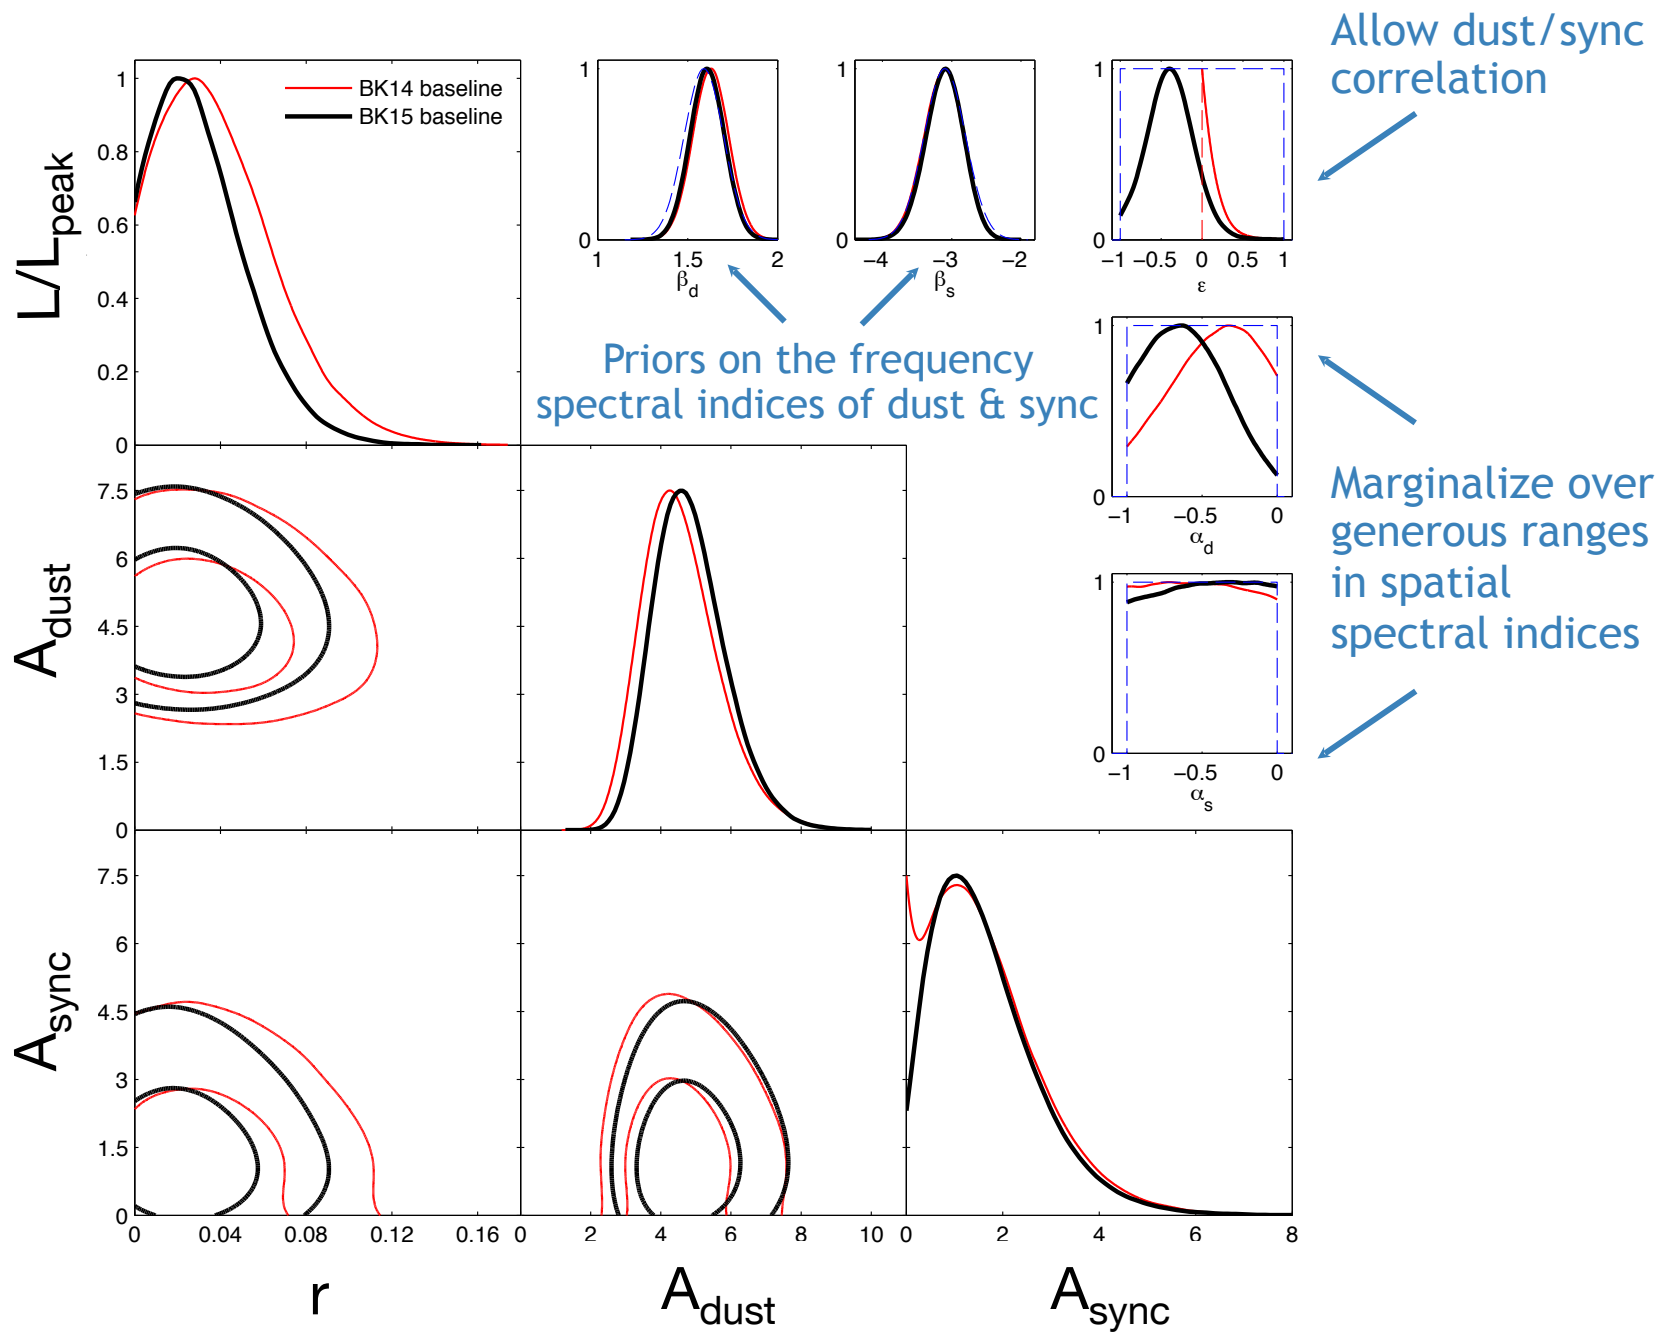 Allow dust/sync
correlation
BK14 baseline
BK15 baseline
L/L_peak
1
0.8
0.6
0.4
0.2
0
1
0
1
1.5
2
β_d
1
0
−4
−3
−2
β_s
1
0
−1
−0.5
0
0.5
1
ε
Priors on the frequency
spectral indices of dust & sync
1
0
−1
−0.5
0
α_d
Marginalize over
generous ranges
in spatial
spectral indices
1
0
−1
−0.5
0
α_s
A_dust
7.5
6
4.5
3
1.5
0
A_sync
7.5
6
4.5
3
1.5
0
0
0.04
0.08
0.12
0.16
r
0
2
4
6
8
10
A_dust
0
2
4
6
8
A_sync